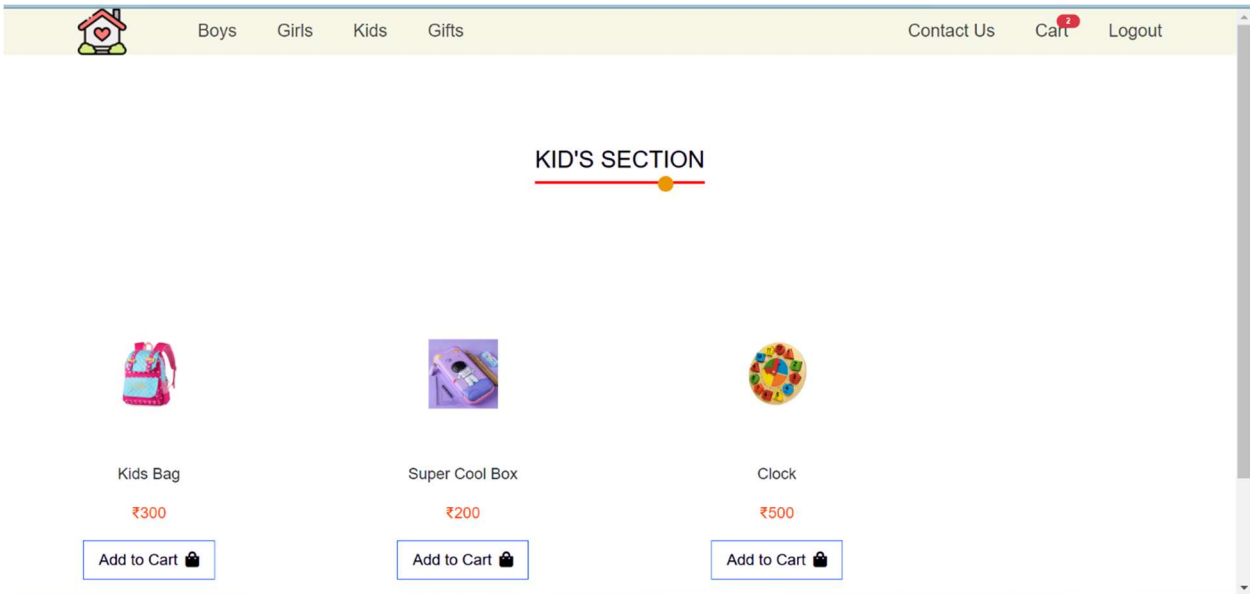 Boys Girls Kids Gifts Contact Us Cart 2 Logout
KID'S SECTION
Kids Bag Super Cool Box Clock
₹300 ₹200 ₹500
Add to Cart Add to Cart Add to Cart